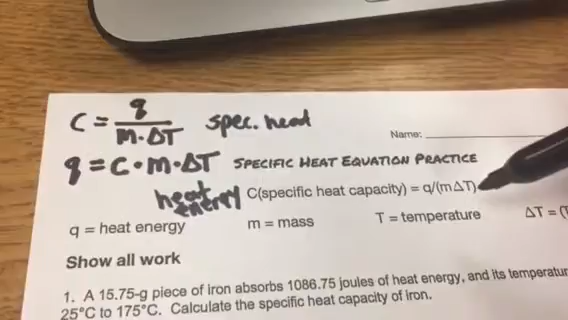 C = q
m·ΔT spec. heat
Name:
q = C·m·ΔT SPECIFIC HEAT EQUATION PRACTICE
heat energy C(specific heat capacity) = q/(mΔT)
q = heat energy m = mass T = temperature ΔT = (T
Show all work
1. A 15.75-g piece of iron absorbs 1086.75 joules of heat energy, and its temperatur
25°C to 175°C. Calculate the specific heat capacity of iron.